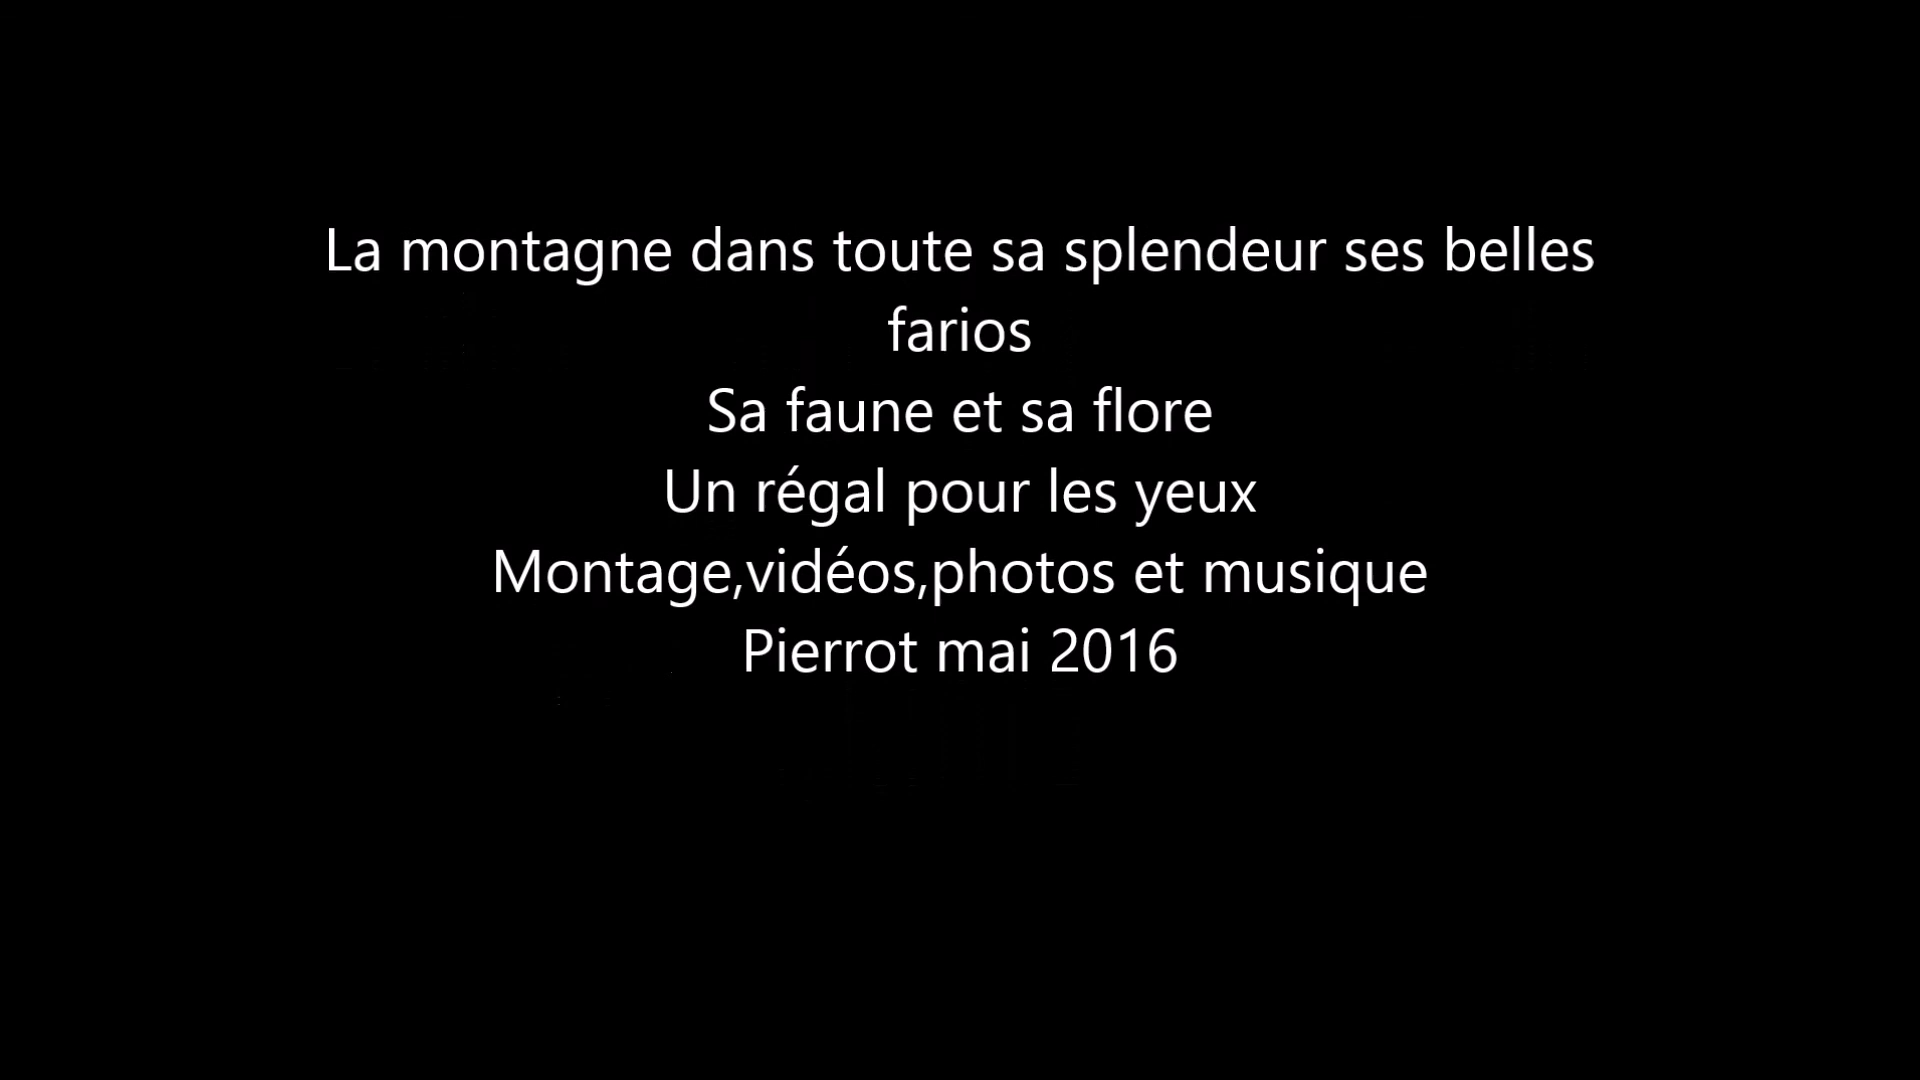 La montagne dans toute sa splendeur ses belles
farios
Sa faune et sa flore
Un régal pour les yeux
Montage,vidéos,photos et musique
Pierrot mai 2016